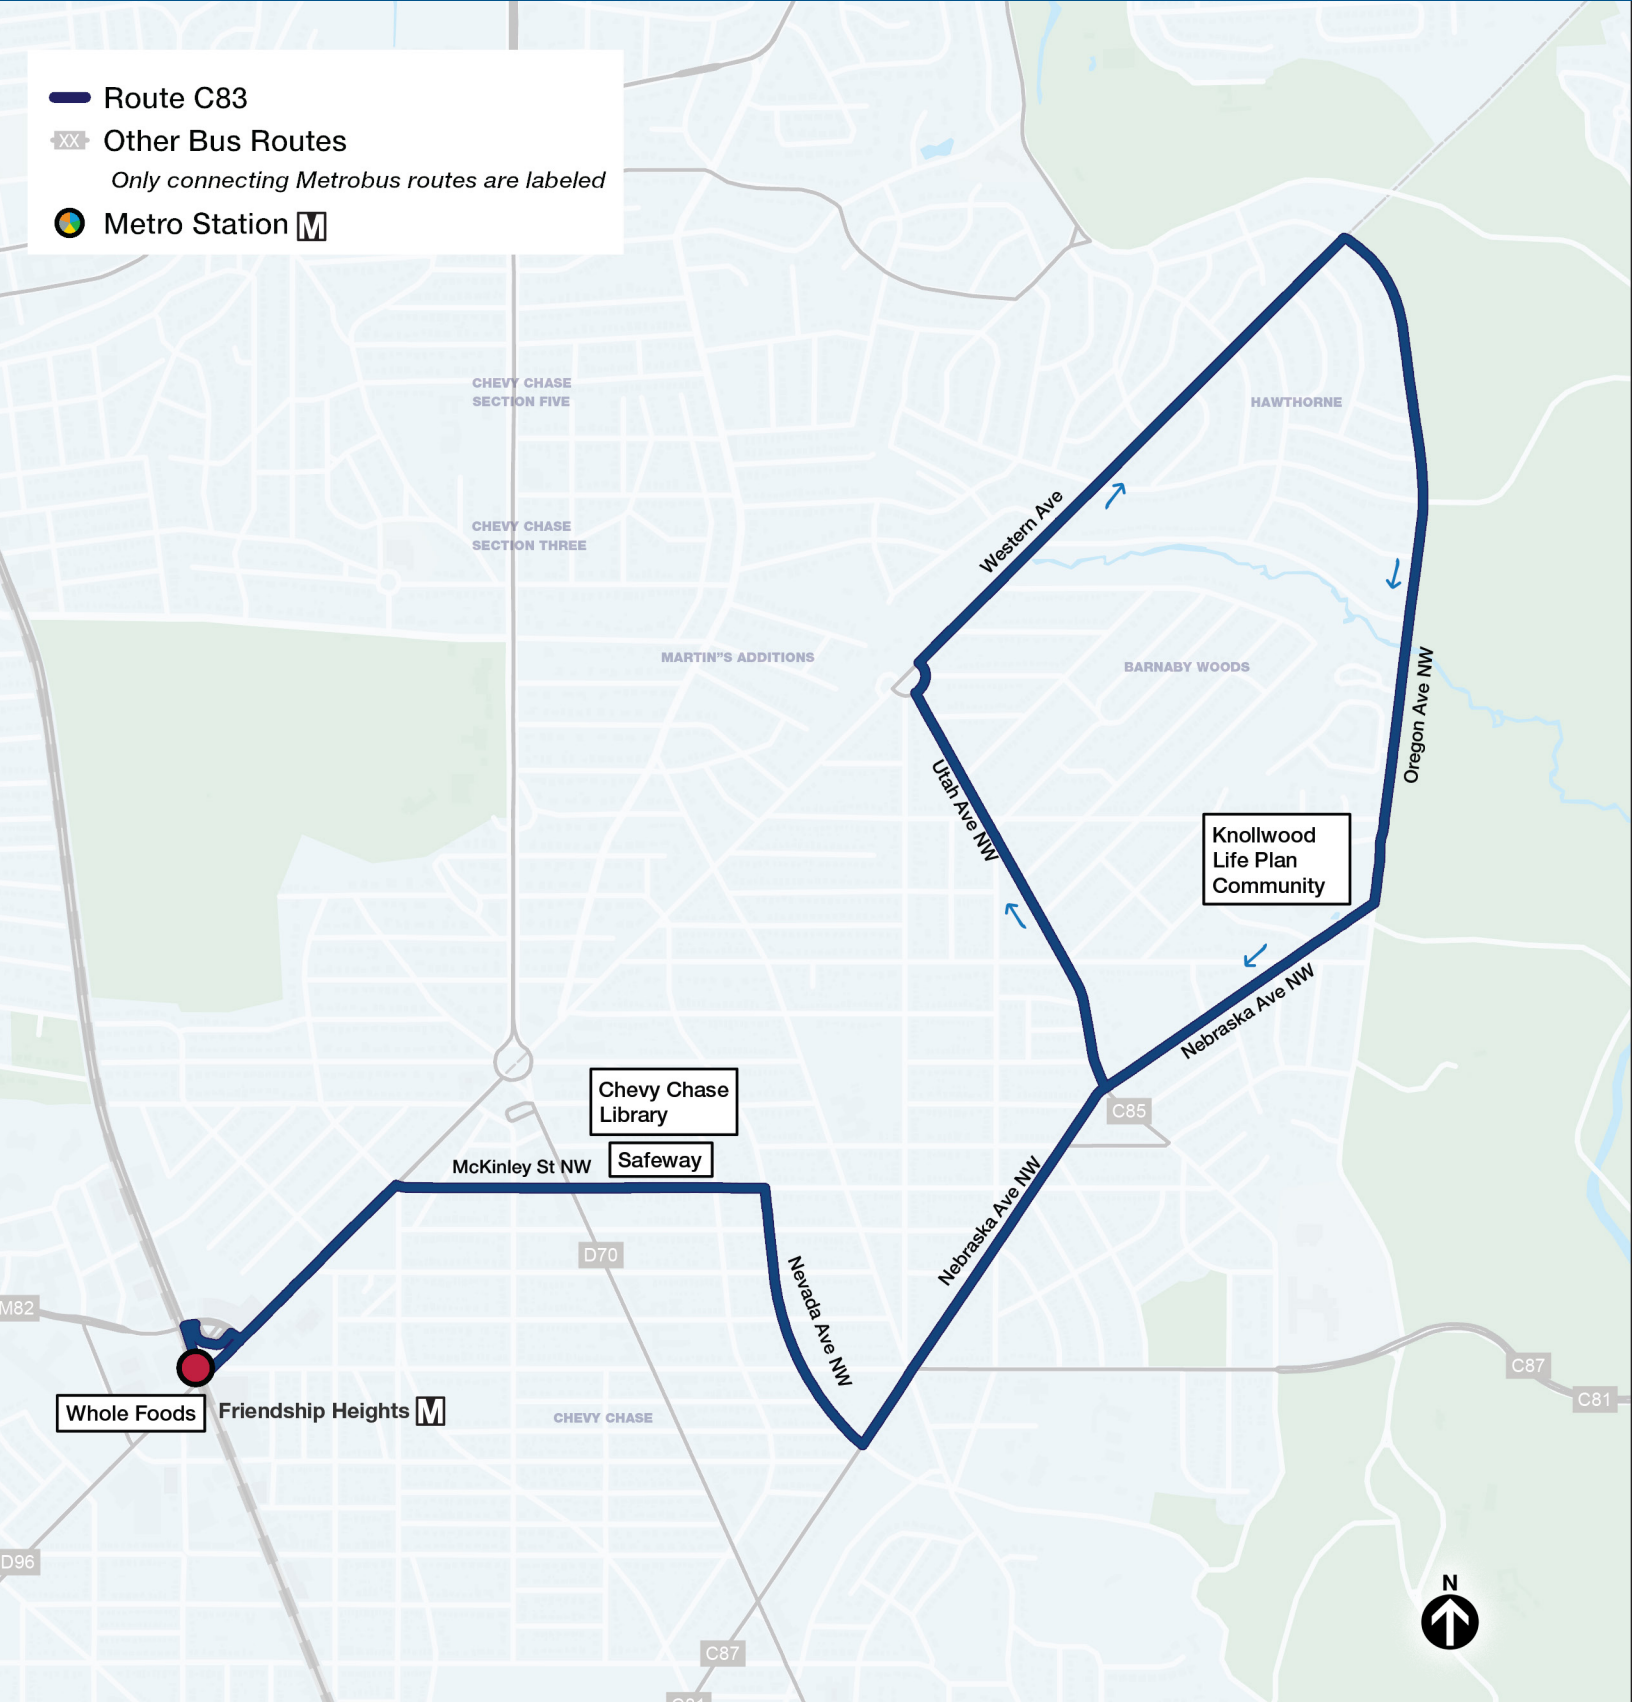 Route C83
XX
Other Bus Routes
Only connecting Metrobus routes are labeled
Metro Station M
CHEVY CHASE
SECTION FIVE
HAWTHORNE
CHEVY CHASE
SECTION THREE
Western Ave
MARTIN"S ADDITIONS
BARNABY WOODS
Oregon Ave NW
Utah Ave NW
Knollwood
Life Plan
Community
Nebraska Ave NW
Chevy Chase
Library
C85
Safeway
McKinley St NW
Nebraska Ave NW
D70
Nevada Ave NW
M82
C87
C81
Whole Foods
Friendship Heights M
CHEVY CHASE
D96
N
C87